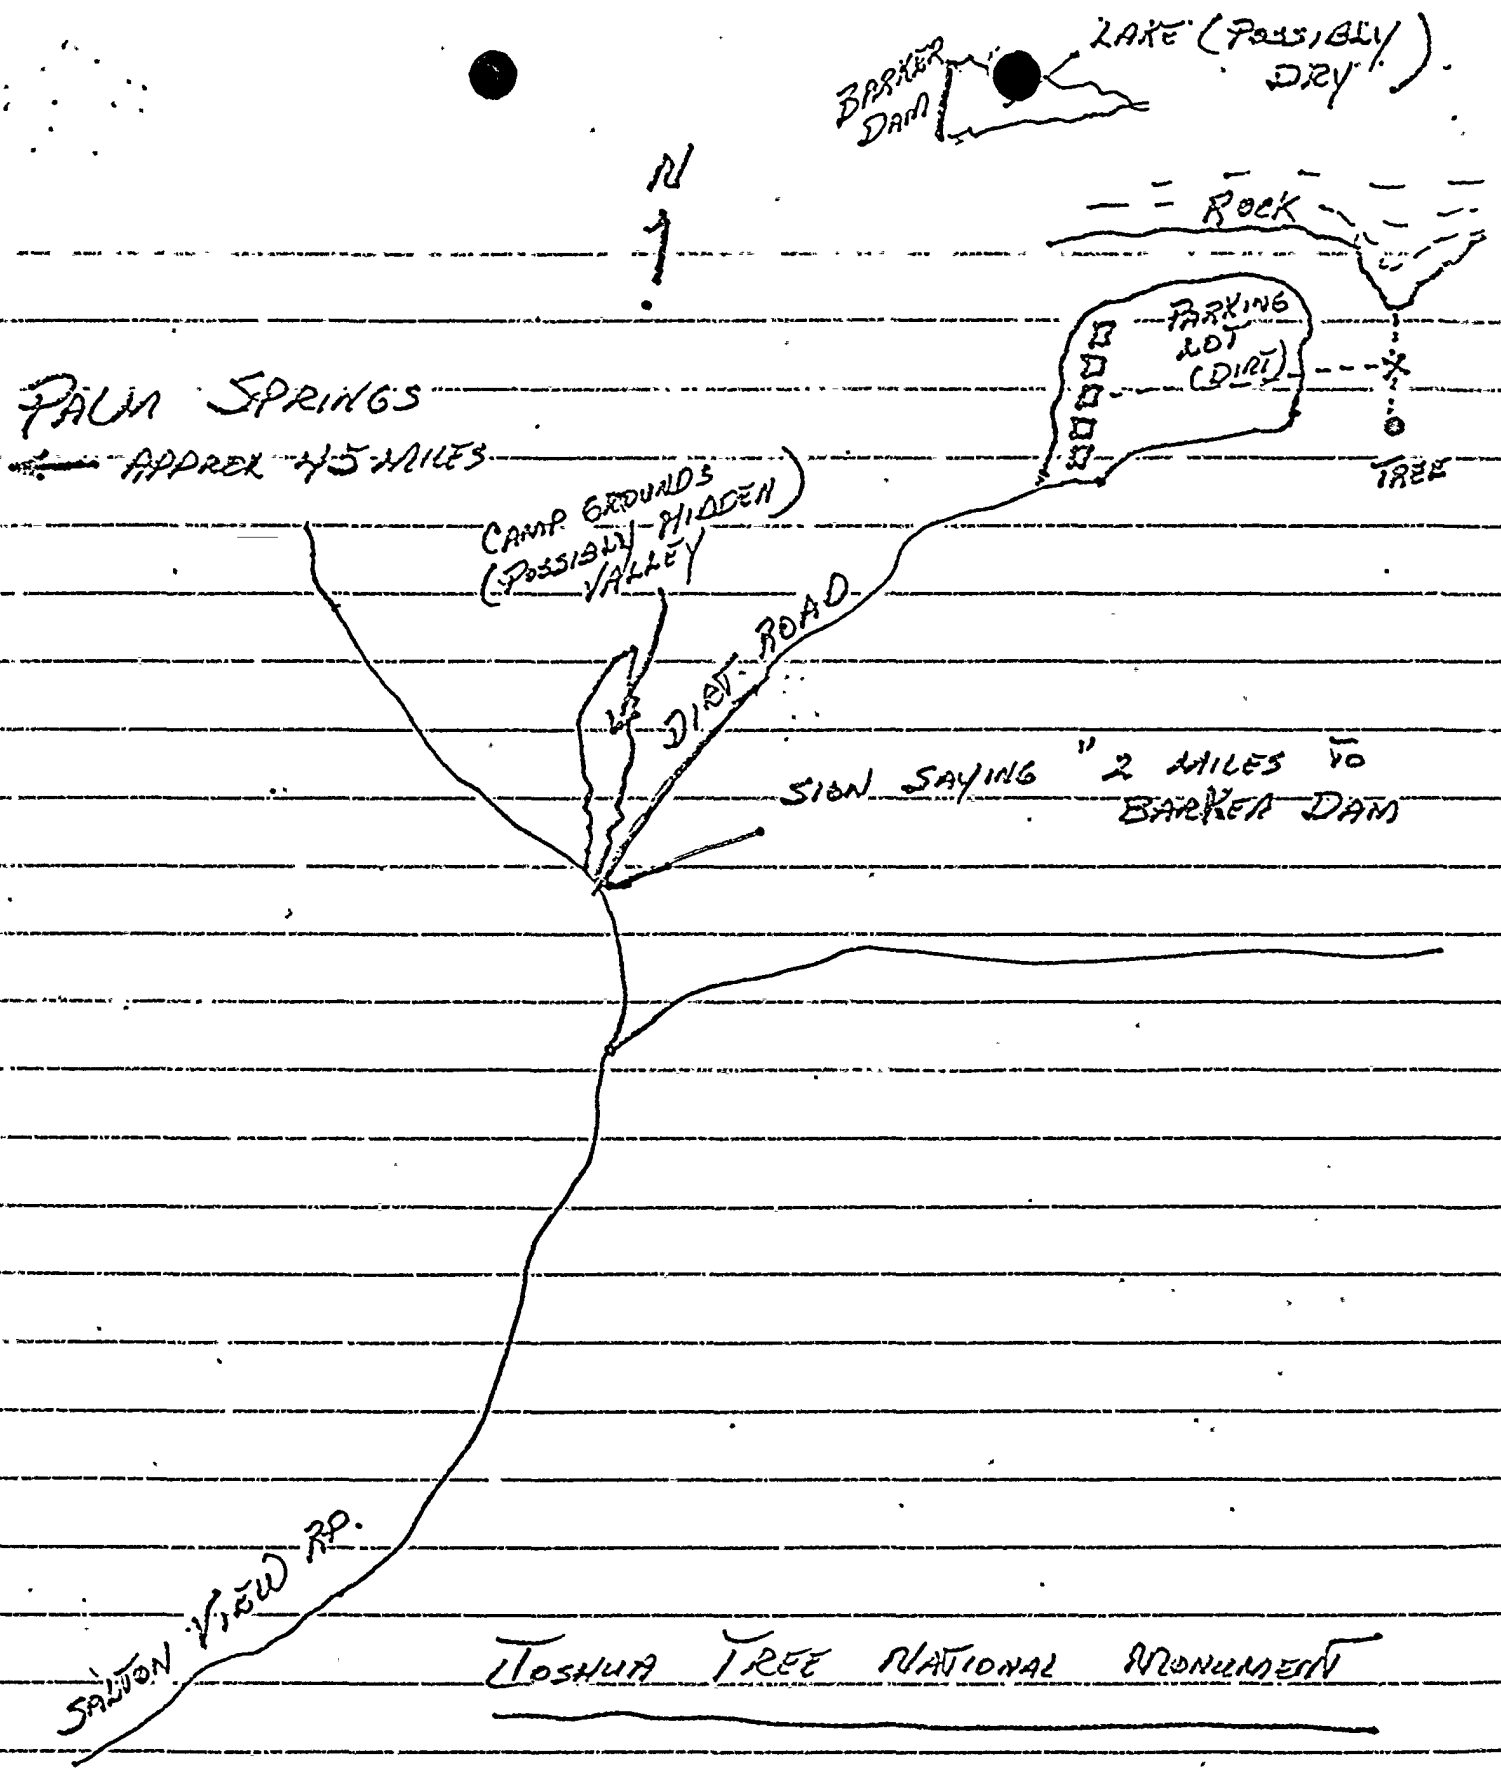 LAKE (POSSIBLY
DRY)
BARKER
DAM
N
ROCK
PARKING
LOT
(DIRT)
PALM SPRINGS
APPROX 45 MILES
TREE
CAMP GROUNDS
(POSSIBLY HIDDEN
VALLEY)
DIRT ROAD
SIGN SAYING "2 MILES TO
BARKER DAM
SALTON VIEW RD.
JOSHUA TREE NATIONAL MONUMENT